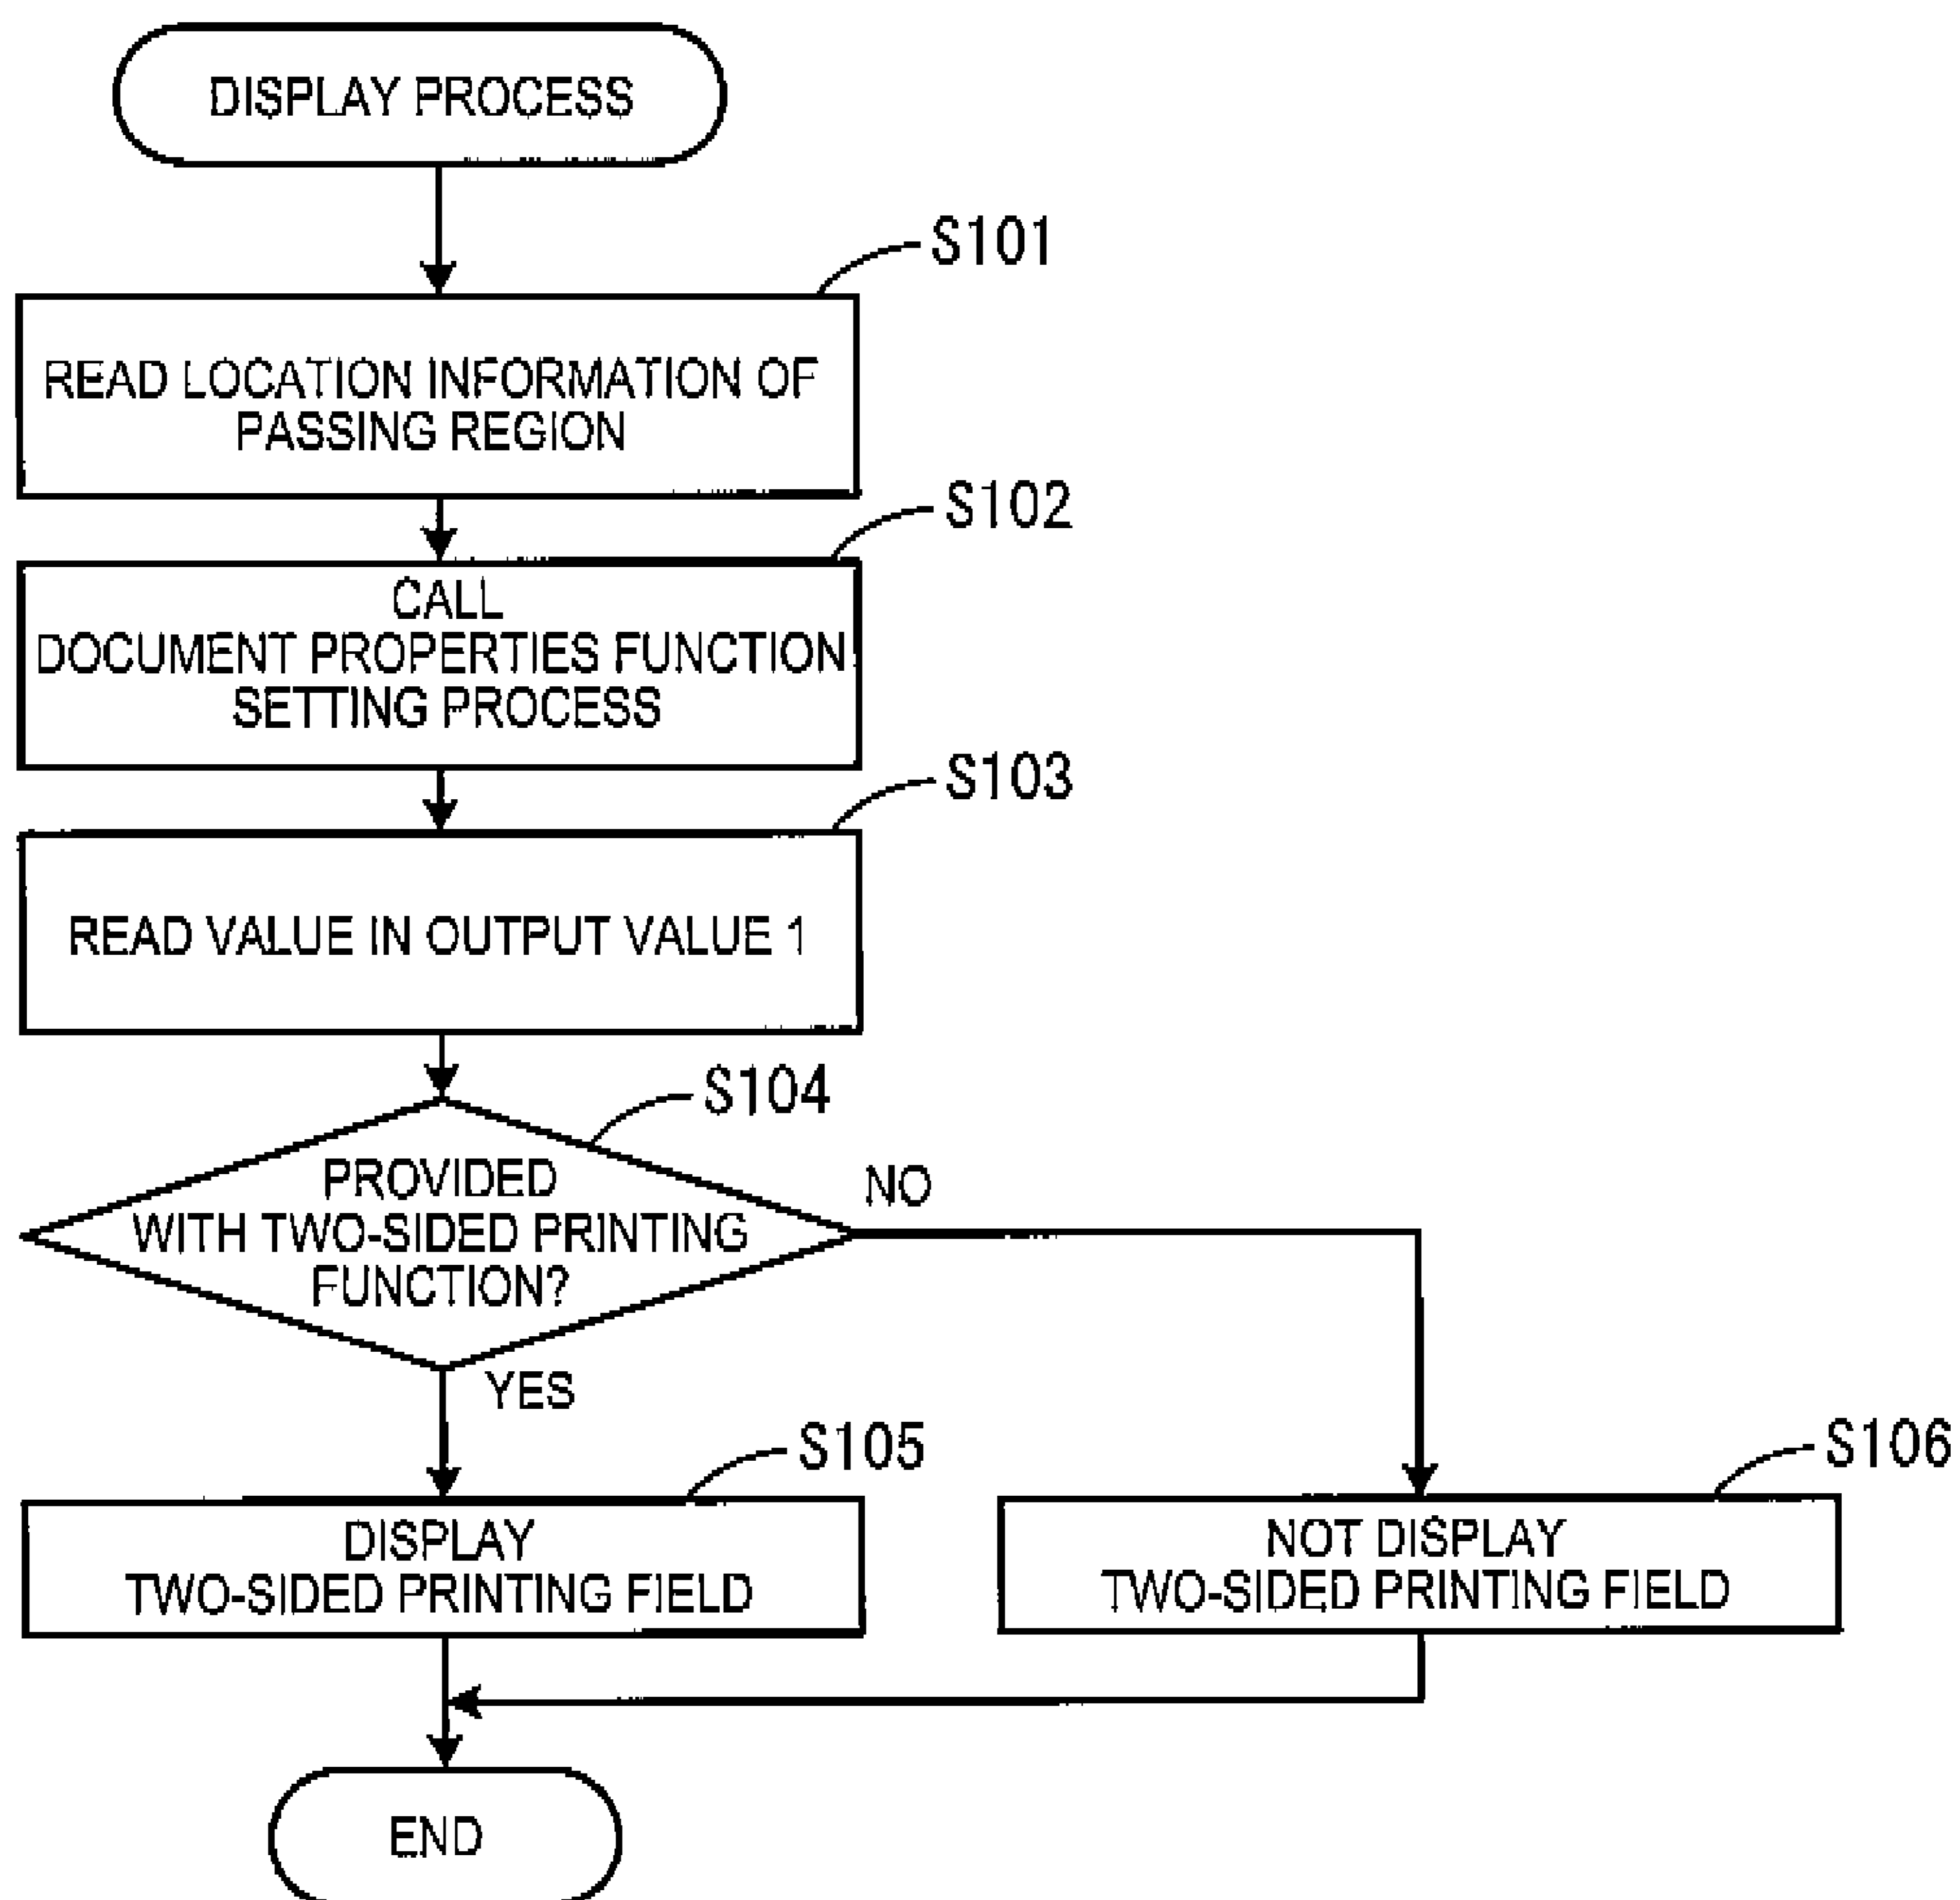 DISPLAY PROCESS
S101
READ LOCATION INFORMATION OF
PASSING REGION
S102
CALL
DOCUMENT PROPERTIES FUNCTION
SETTING PROCESS
S103
READ VALUE IN OUTPUT VALUE 1
S104
PROVIDED
WITH TWO-SIDED PRINTING
FUNCTION?
NO
YES
S105
DISPLAY
TWO-SIDED PRINTING FIELD
S106
NOT DISPLAY
TWO-SIDED PRINTING FIELD
END